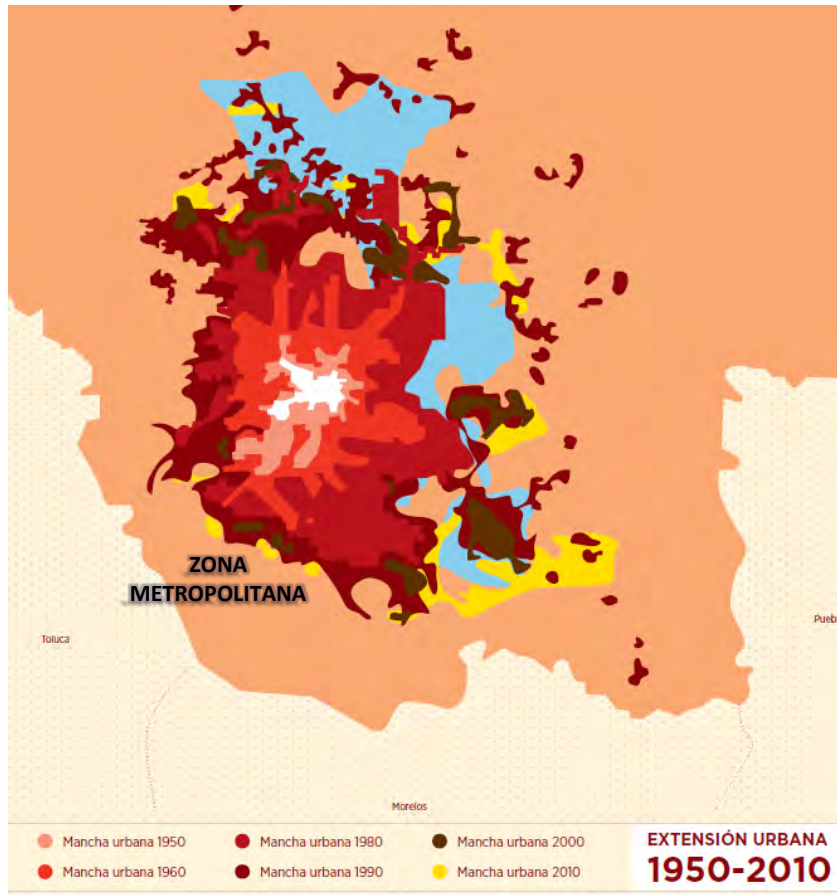 ZONA
METROPOLITANA
Toluca
Pueb
Morelos
Mancha urbana 1950
Mancha urbana 1980
Mancha urbana 2000
Mancha urbana 1960
Mancha urbana 1990
Mancha urbana 2010
EXTENSIÓN URBANA
1950-2010